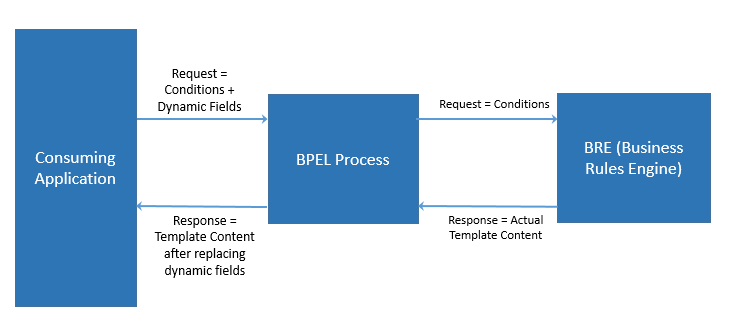 Request =
Conditions +
Dynamic Fields
Request = Conditions
Consuming
Application
BPEL Process
BRE (Business
Rules Engine)
Response =
Template Content
after replacing
dynamic fields
Response = Actual
Template Content